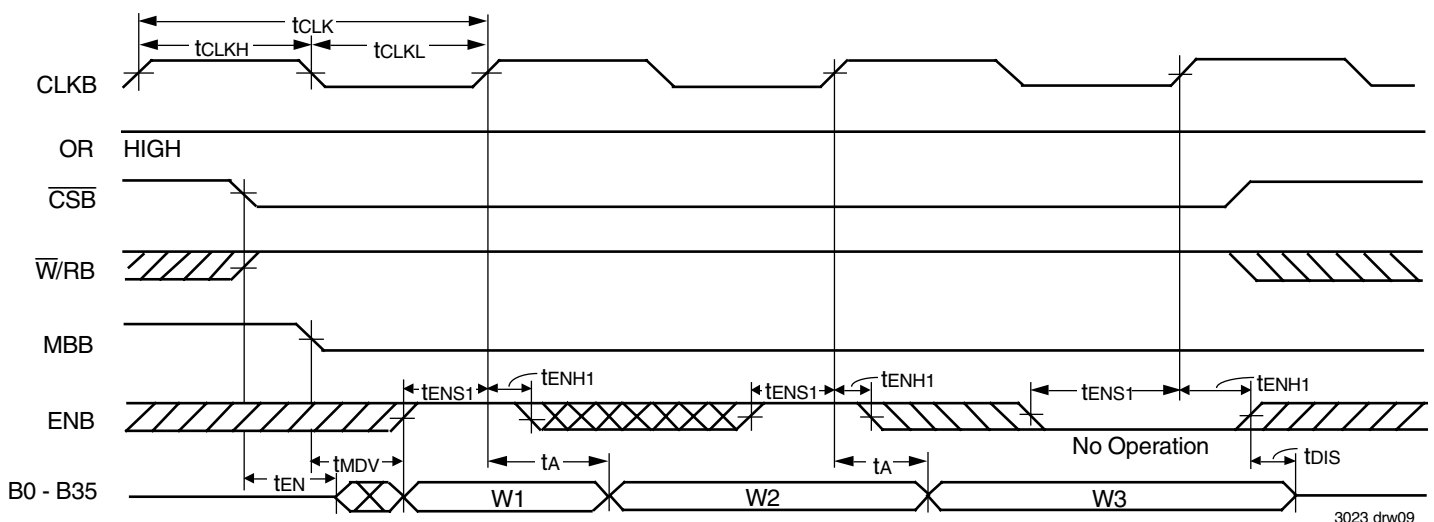 tCLK
tCLKH tCLKL
CLKB
OR HIGH
CSB
W/RB
MBB
tENS1 tENH1 tENS1 tENH1 tENS1 tENH1
ENB
No Operation
tMDV tA tA tDIS
tEN
B0 - B35 W1 W2 W3
3023 drw09